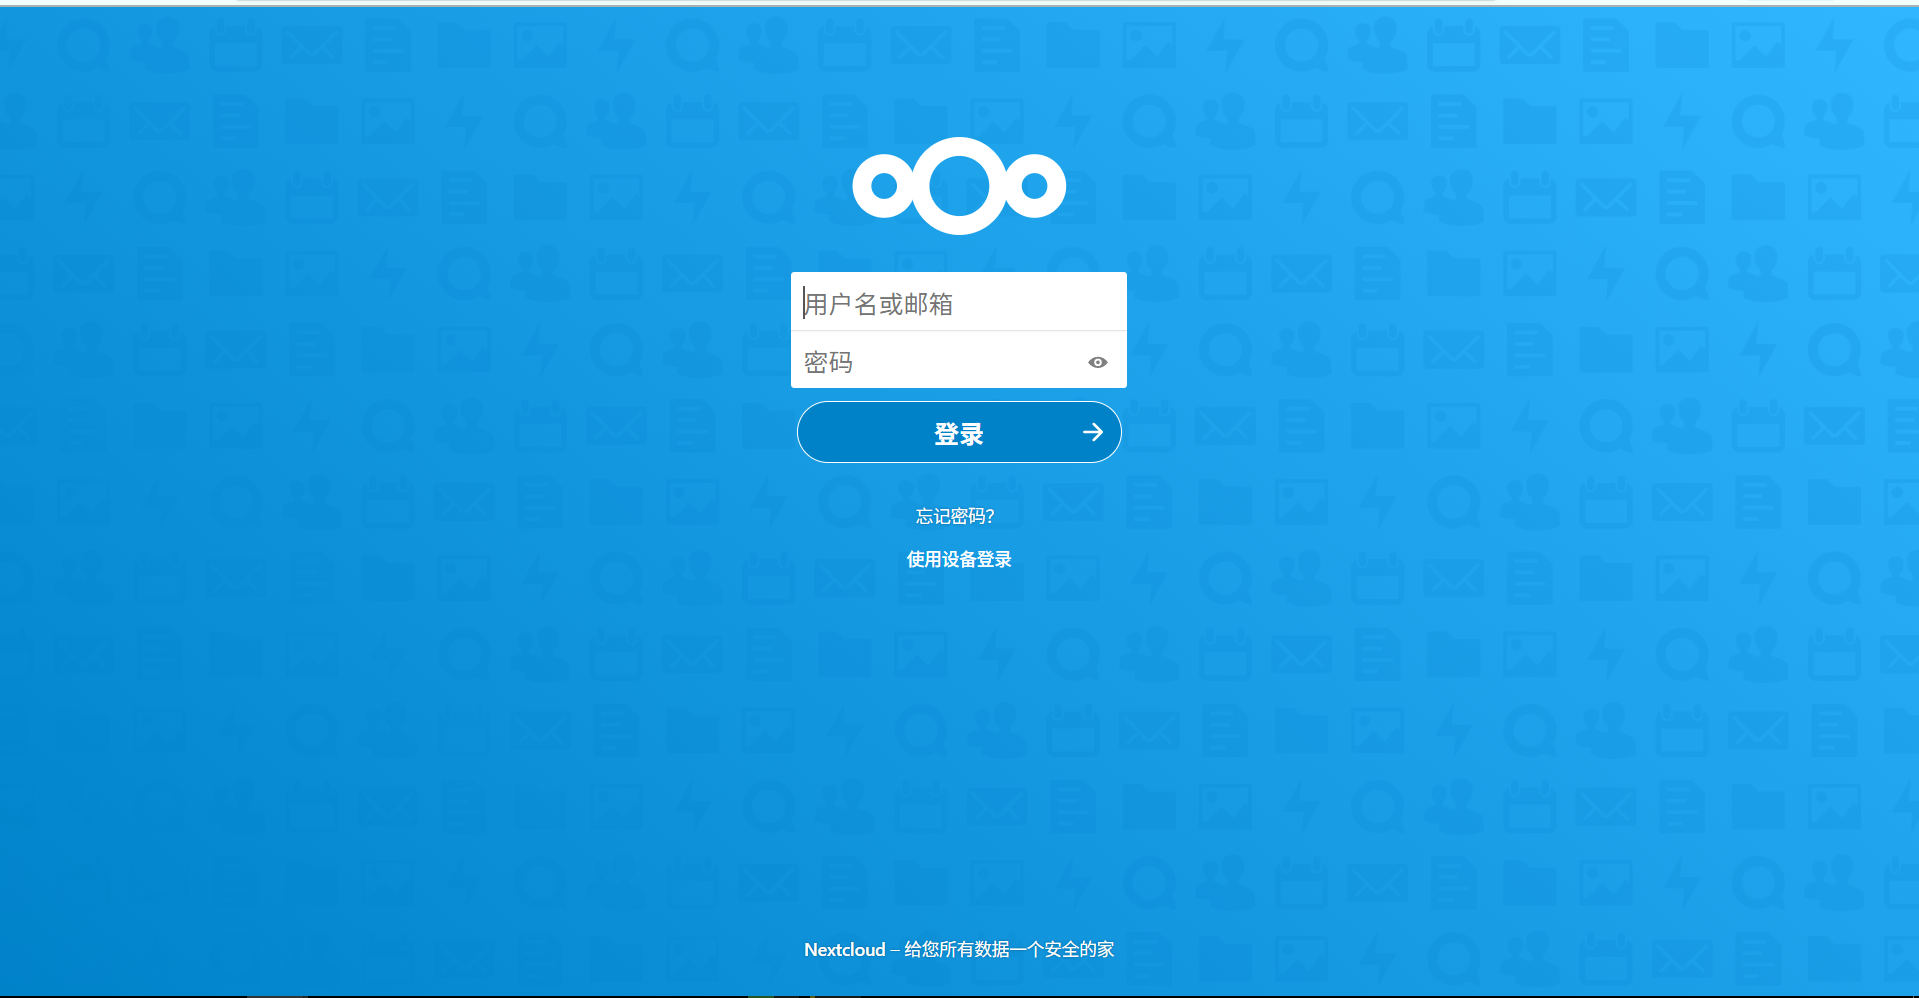 用户名或邮箱
密码
登录
忘记密码？
使用设备登录
Nextcloud – 给您所有数据一个安全的家